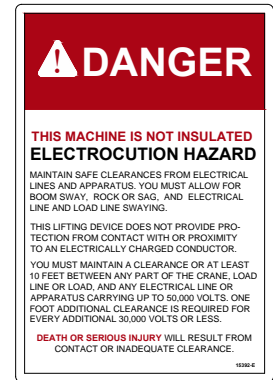 DANGER
THIS MACHINE IS NOT INSULATED
ELECTROCUTION HAZARD
MAINTAIN SAFE CLEARANCES FROM ELECTRICAL
LINES AND APPARATUS. YOU MUST ALLOW FOR
BOOM SWAY, ROCK OR SAG, AND ELECTRICAL
LINE AND LOAD LINE SWAYING.
THIS LIFTING DEVICE DOES NOT PROVIDE PRO-
TECTION FROM CONTACT WITH OR PROXIMITY
TO AN ELECTRICALLY CHARGED CONDUCTOR.
YOU MUST MAINTAIN A CLEARANCE OR AT LEAST
10 FEET BETWEEN ANY PART OF THE CRANE, LOAD
LINE OR LOAD, AND ANY ELECTRICAL LINE OR
APPARATUS CARRYING UP TO 50,000 VOLTS. ONE
FOOT ADDITIONAL CLEARANCE IS REQUIRED FOR
EVERY ADDITIONAL 30,000 VOLTS OR LESS.
DEATH OR SERIOUS INJURY WILL RESULT FROM
CONTACT OR INADEQUATE CLEARANCE.
15392-E